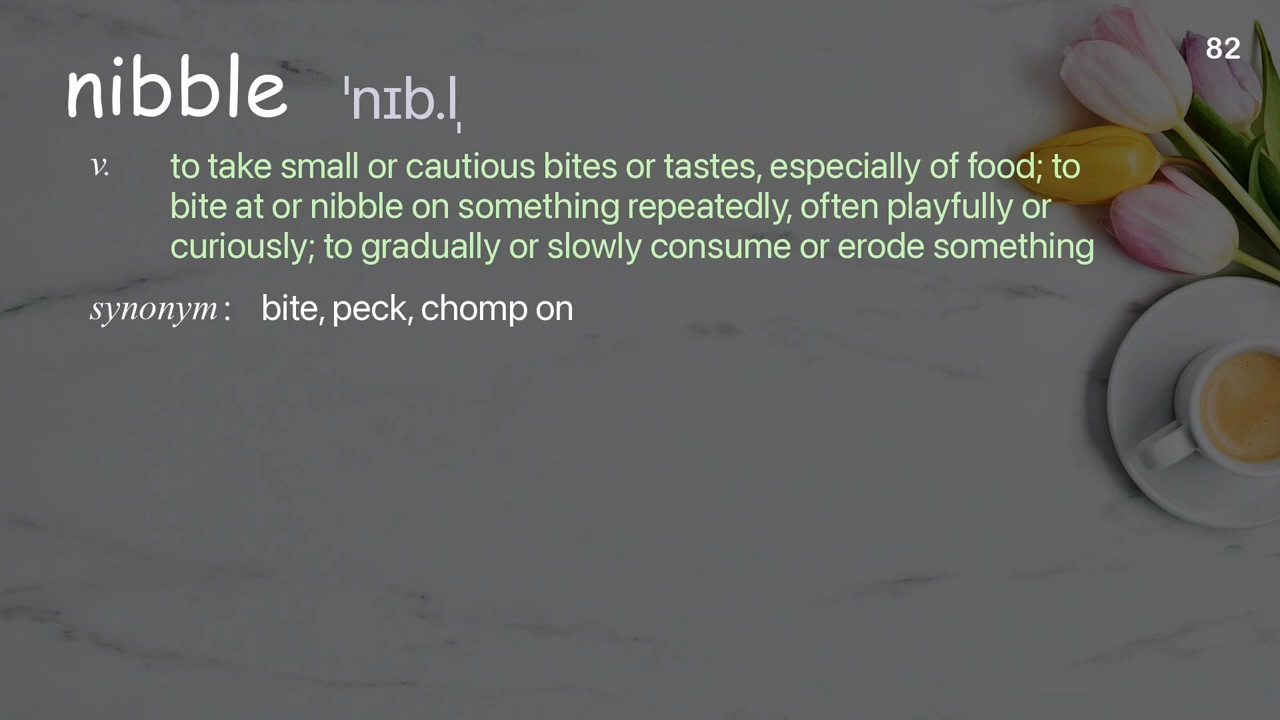 82
nibble ˈnɪb.l̩
v. to take small or cautious bites or tastes, especially of food; to
bite at or nibble on something repeatedly, often playfully or
curiously; to gradually or slowly consume or erode something
synonym : bite, peck, chomp on